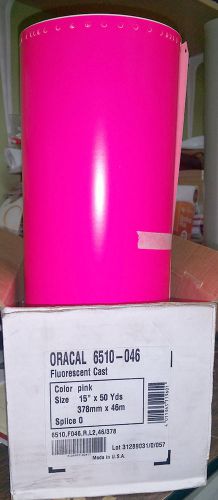 ORACAL 6510-046
Fluorescent Cast
Color pink
Size 15" x 50 Yds
378mm x 46m
Splice 0
6510,F046,R,L2,46/378
Lot 31289031/0/057
Made in U.S.A.